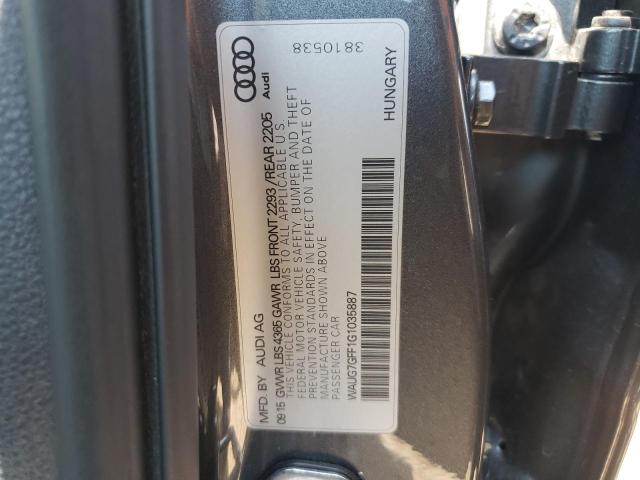 MFD. BY AUDI AG
09.15 GVWR LBS 4365 GAWR LBS FRONT 2293 / REAR 2205
THIS VEHICLE CONFORMS TO ALL APPLICABLE U.S.
FEDERAL MOTOR VEHICLE SAFETY, BUMPER AND THEFT
PREVENTION STANDARDS IN EFFECT ON THE DATE OF
MANUFACTURE SHOWN ABOVE
PASSENGER CAR
WAUG7GFF1G1035887
Audi
3810538
HUNGARY